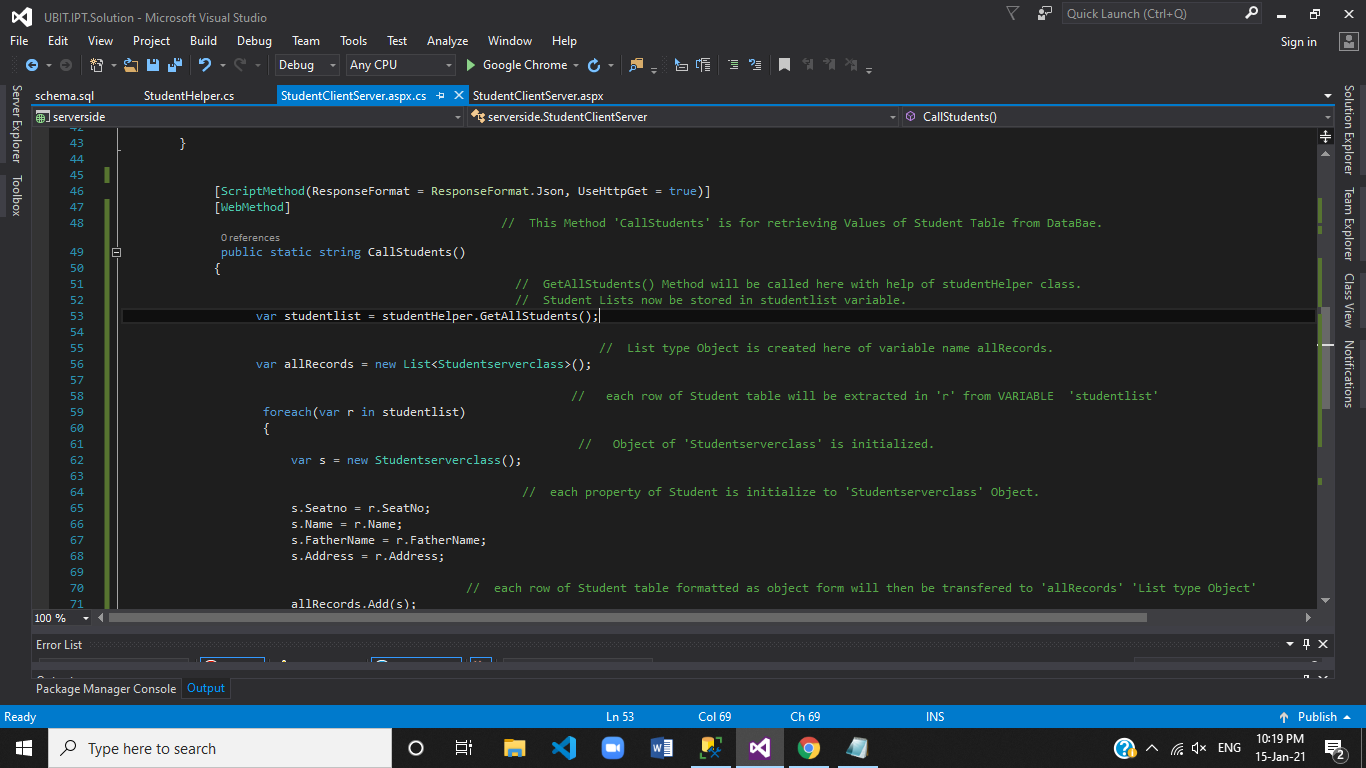 UBIT.IPT.Solution - Microsoft Visual Studio
Quick Launch (Ctrl+Q)
File Edit View Project Build Debug Team Tools Test Analyze Window Help
Sign in
Debug Any CPU Google Chrome
Server Explorer
Toolbox
schema.sql StudentHelper.cs StudentClientServer.aspx.cs StudentClientServer.aspx
serverside serverside.StudentClientServer CallStudents()
Solution Explorer
Team Explorer
Class View
Notifications
42
43 }
44
45
46 [ScriptMethod(ResponseFormat = ResponseFormat.Json, UseHttpGet = true)]
47 [WebMethod]
48 // This Method 'CallStudents' is for retrieving Values of Student Table from DataBae.
0 references
49 public static string CallStudents()
50 {
51 // GetAllStudents() Method will be called here with help of studentHelper class.
52 // Student Lists now be stored in studentlist variable.
53 var studentlist = studentHelper.GetAllStudents();
54
55 // List type Object is created here of variable name allRecords.
56 var allRecords = new List<Studentserverclass>();
57
58 // each row of Student table will be extracted in 'r' from VARIABLE 'studentlist'
59 foreach(var r in studentlist)
60 {
61 // Object of 'Studentserverclass' is initialized.
62 var s = new Studentserverclass();
63
64 // each property of Student is initialize to 'Studentserverclass' Object.
65 s.Seatno = r.SeatNo;
66 s.Name = r.Name;
67 s.FatherName = r.FatherName;
68 s.Address = r.Address;
69
70 // each row of Student table formatted as object form will then be transfered to 'allRecords' 'List type Object'
71 allRecords.Add(s);
100 %
Error List
Package Manager Console Output
Ready Ln 53 Col 69 Ch 69 INS Publish
Type here to search
ENG
10:19 PM
15-Jan-21
2